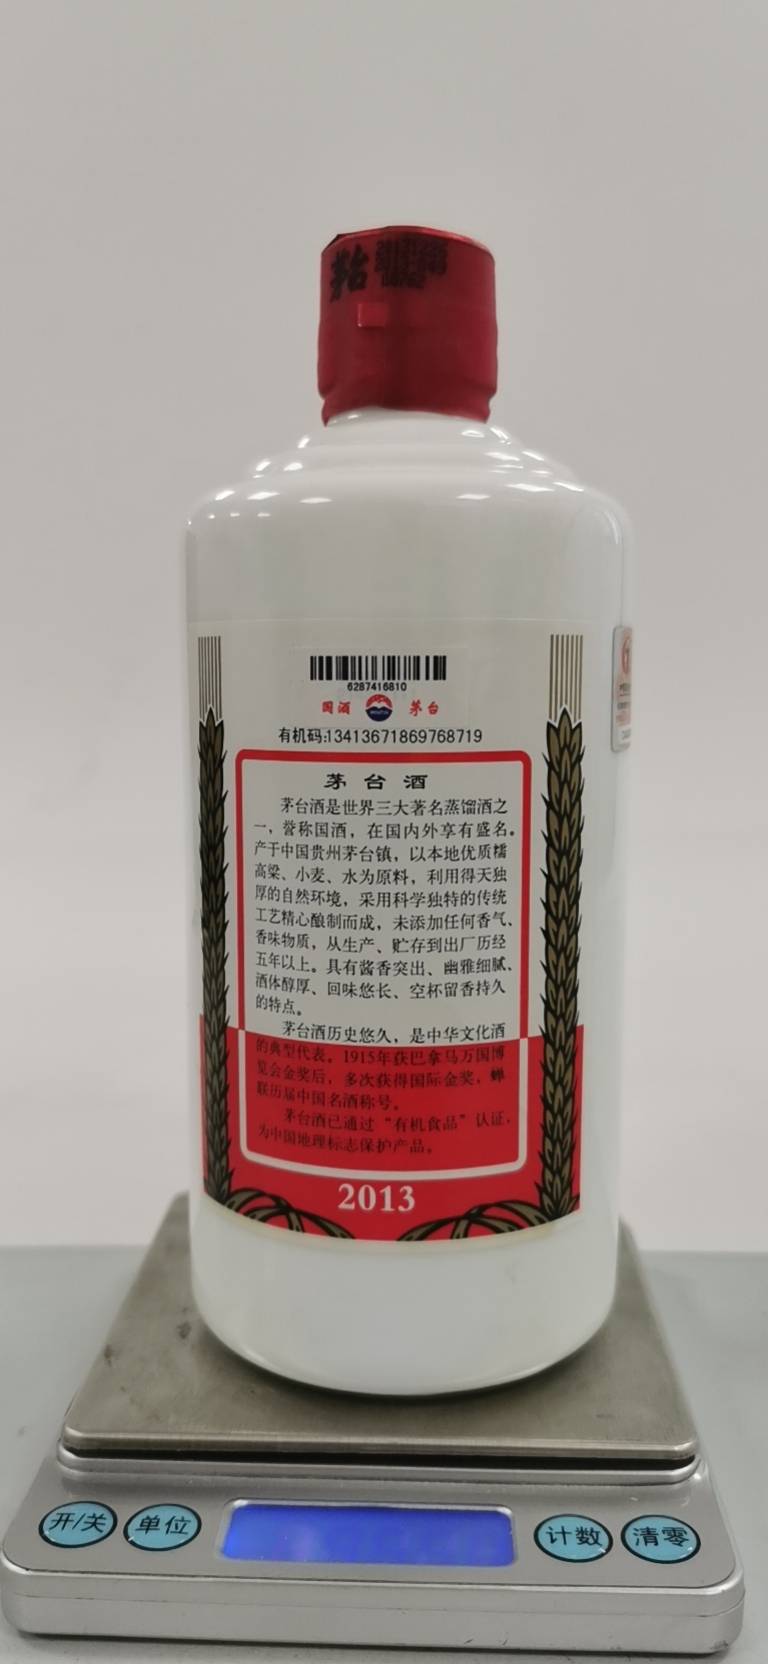 茅台
6287416810
国酒 茅台
有机码:13413671869768719
茅台酒
茅台酒是世界三大著名蒸馏酒之
一，誉称国酒，在国内外享有盛名。
产于中国贵州茅台镇，以本地优质糯
高粱、小麦、水为原料，利用得天独
厚的自然环境，采用科学独特的传统
工艺精心酿制而成，未添加任何香气、
香味物质，从生产、贮存到出厂历经
五年以上。具有酱香突出、幽雅细腻、
酒体醇厚、回味悠长、空杯留香持久
的特点。
茅台酒历史悠久，是中华文化酒
的典型代表。1915年获巴拿马万国博
览会金奖后，多次获得国际金奖，蝉
联历届中国名酒称号。
茅台酒已通过“有机食品”认证，
为中国地理标志保护产品。
2013
开/关 单位 计数 清零